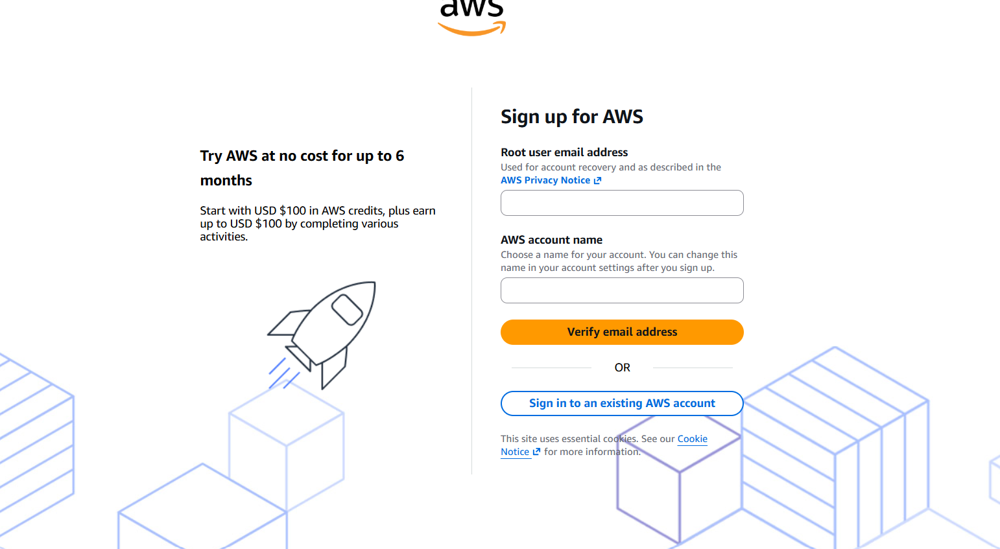 aws
Try AWS at no cost for up to 6
months
Start with USD $100 in AWS credits, plus earn
up to USD $100 by completing various
activities.
Sign up for AWS
Root user email address
Used for account recovery and as described in the
AWS Privacy Notice
AWS account name
Choose a name for your account. You can change this
name in your account settings after you sign up.
Verify email address
OR
Sign in to an existing AWS account
This site uses essential cookies. See our Cookie
Notice for more information.